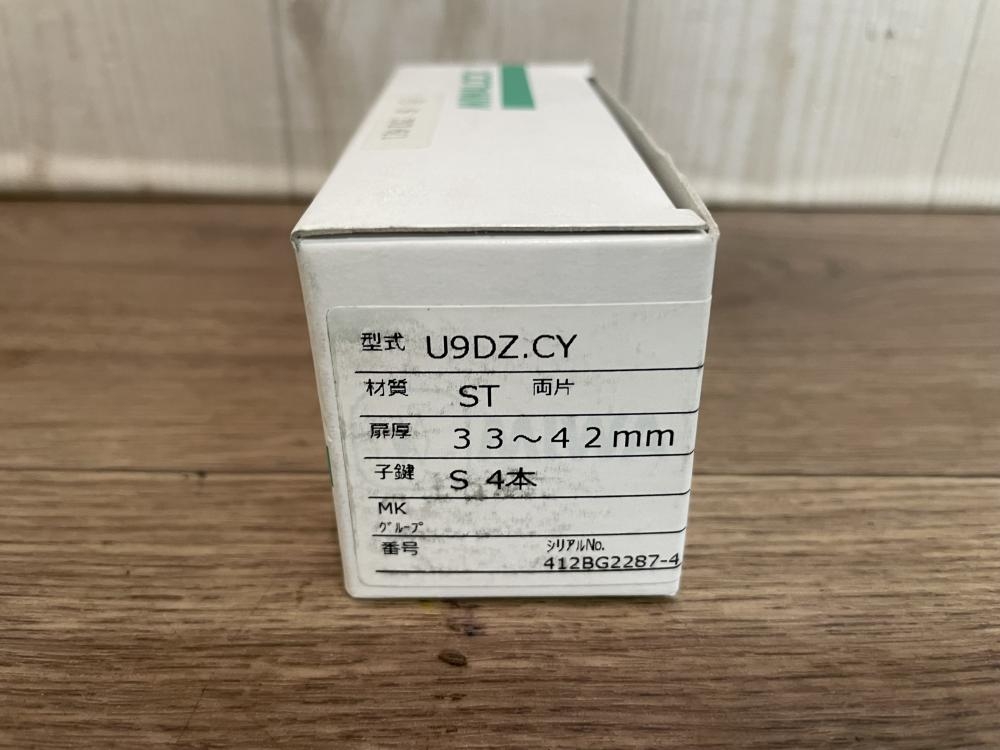 型式 U9DZ.CY
材質 ST 両片
扉厚 33～42mm
子鍵 S 4本
MK
ｸﾞﾙｰﾌﾟ
番号 ｼﾘｱﾙNo.
412BG2287-4